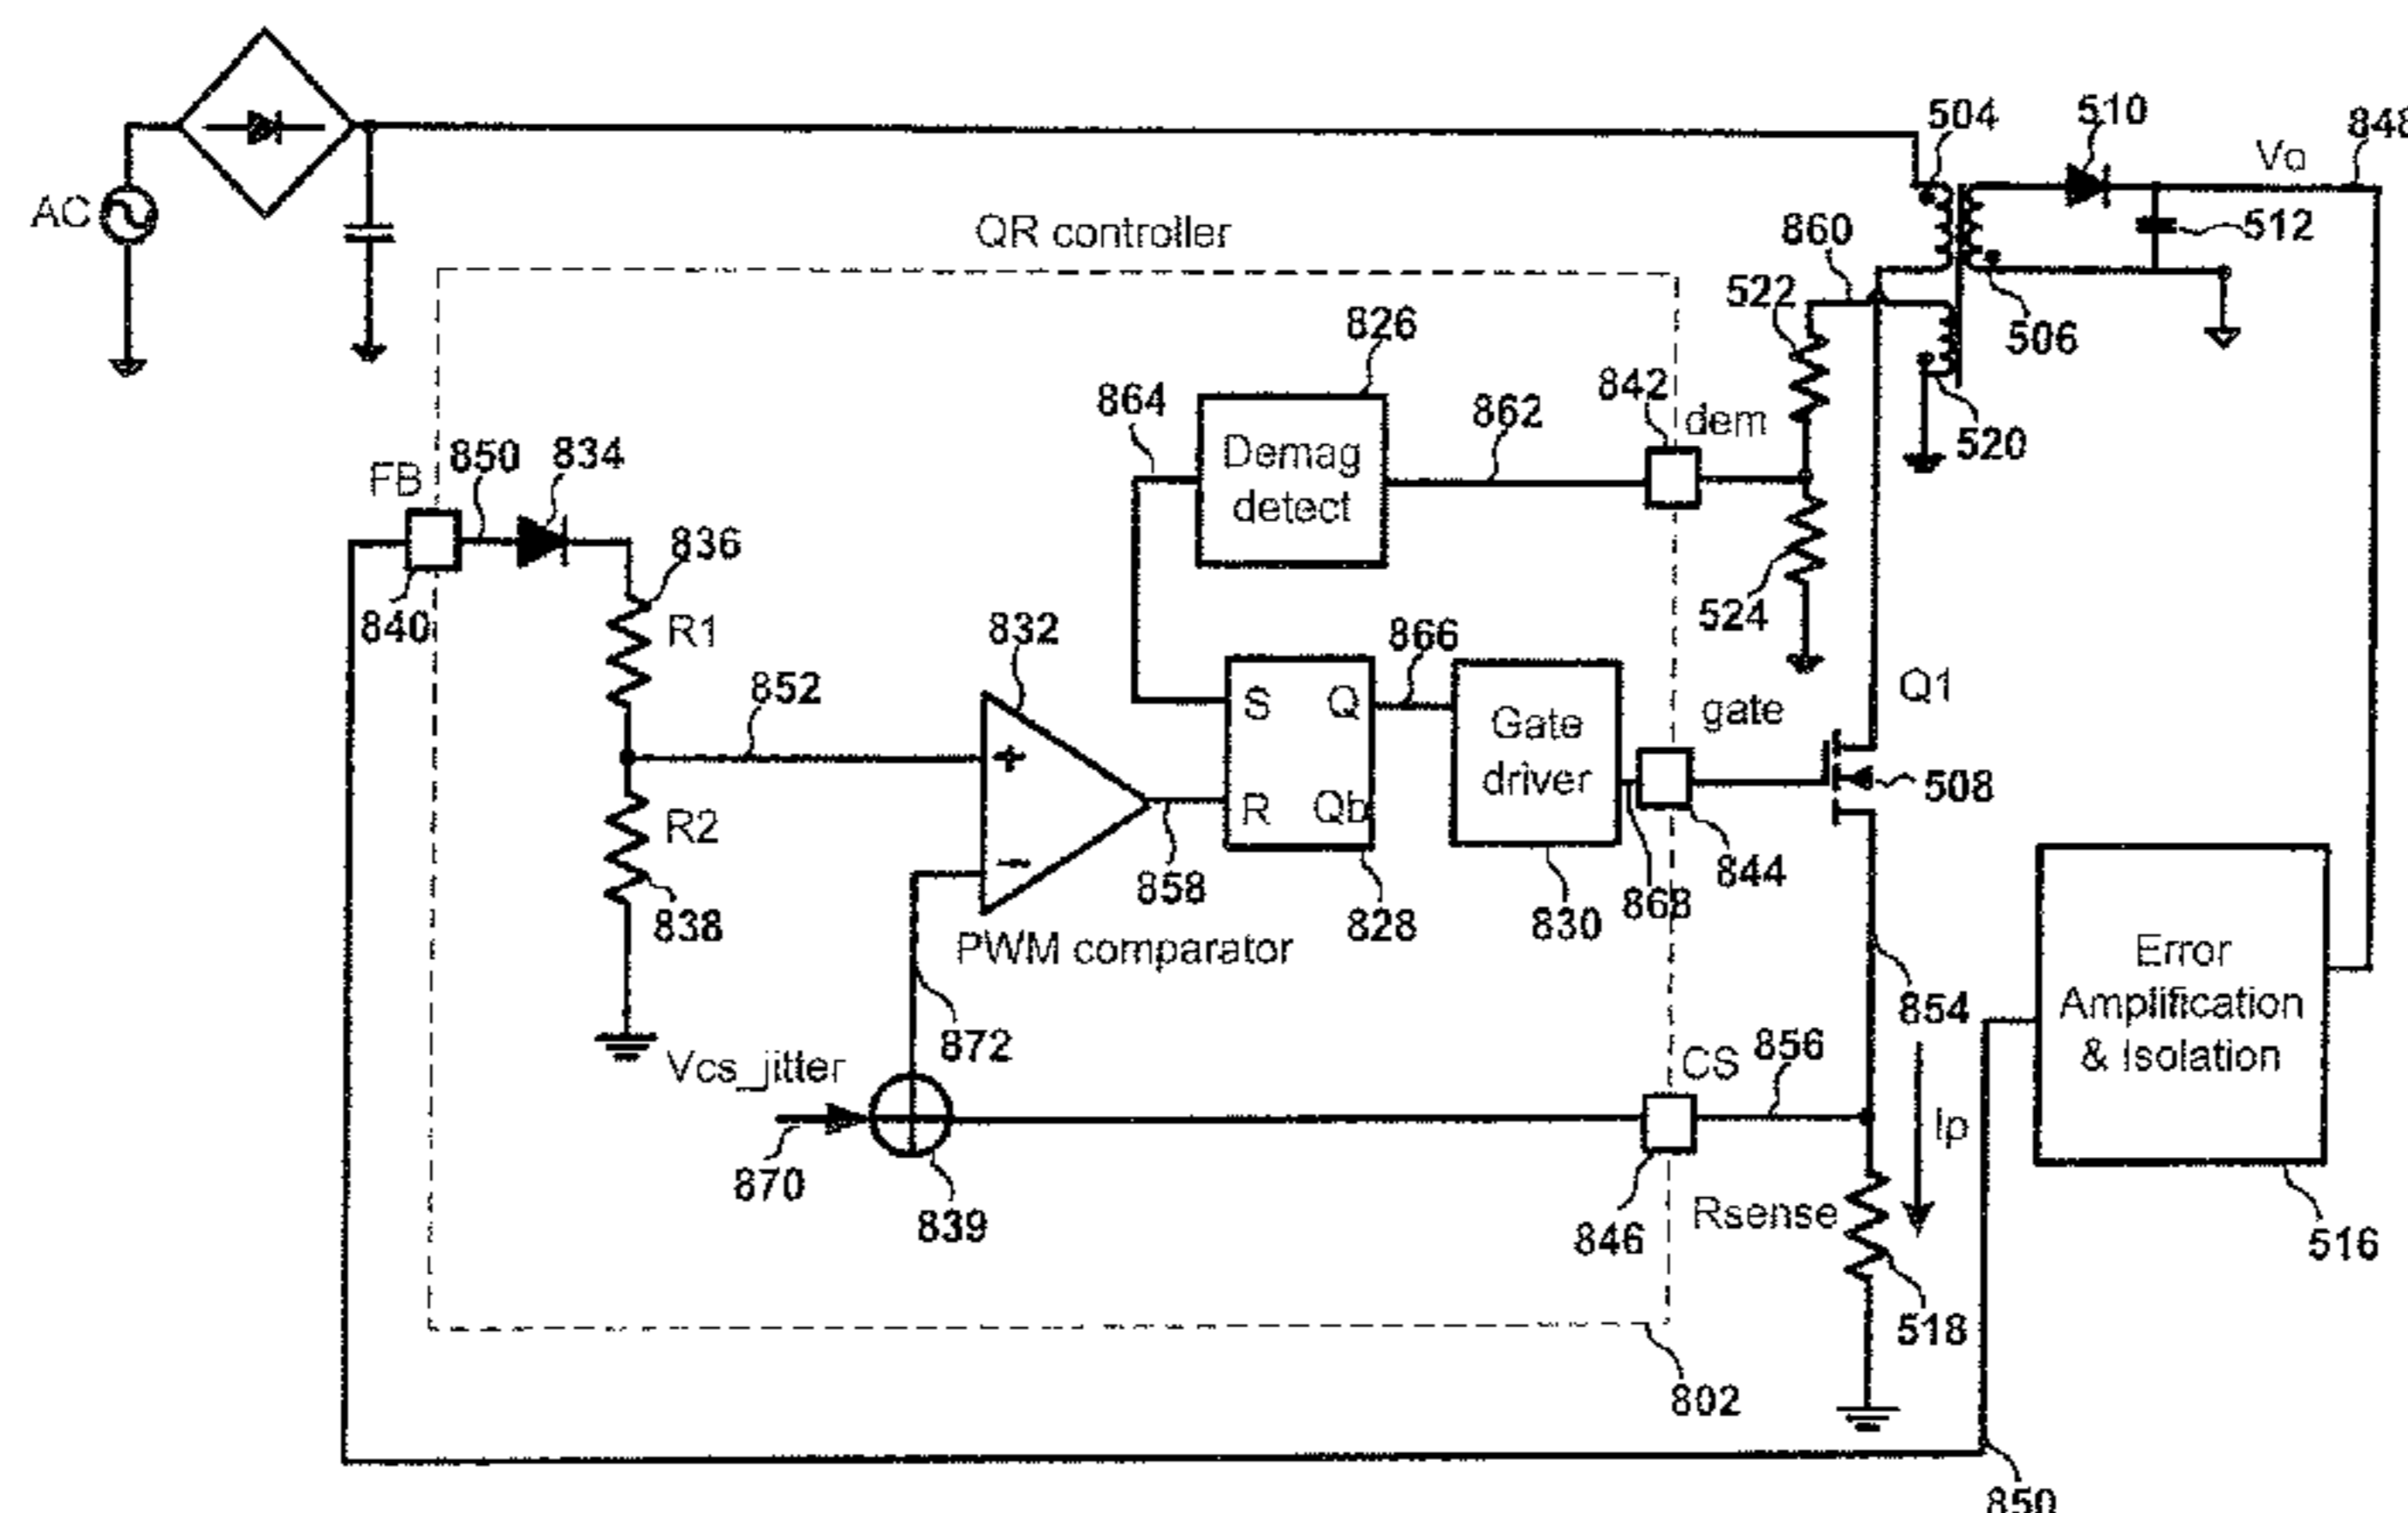 504
510
848
Vo
AC
QR controller
860
512
522
506
826
842
dem
864
862
520
Demag
detect
FB
850
834
836
840
R1
832
524
866
852
Q1
gate
S
Q
Gate
driver
+
R2
R
Qb
508
−
858
844
868
838
828
830
PWM comparator
Error
Amplification
& Isolation
872
854
Vcs_jitter
CS
856
Ip
870
839
846
Rsense
516
518
802
850